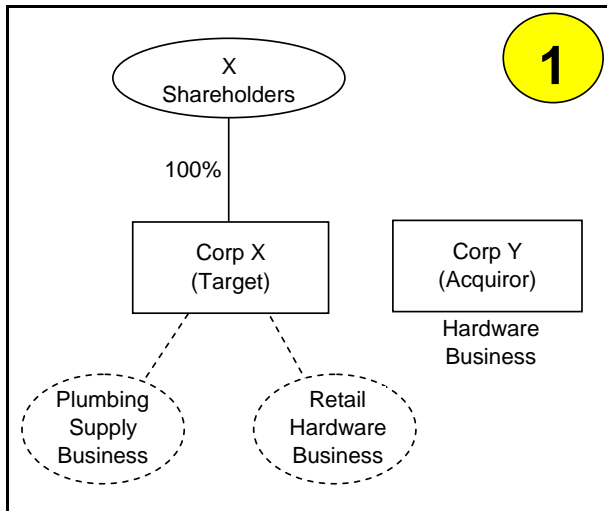 1
X
Shareholders
100%
Corp X
(Target)
Corp Y
(Acquiror)
Hardware
Business
Plumbing
Supply
Business
Retail
Hardware
Business